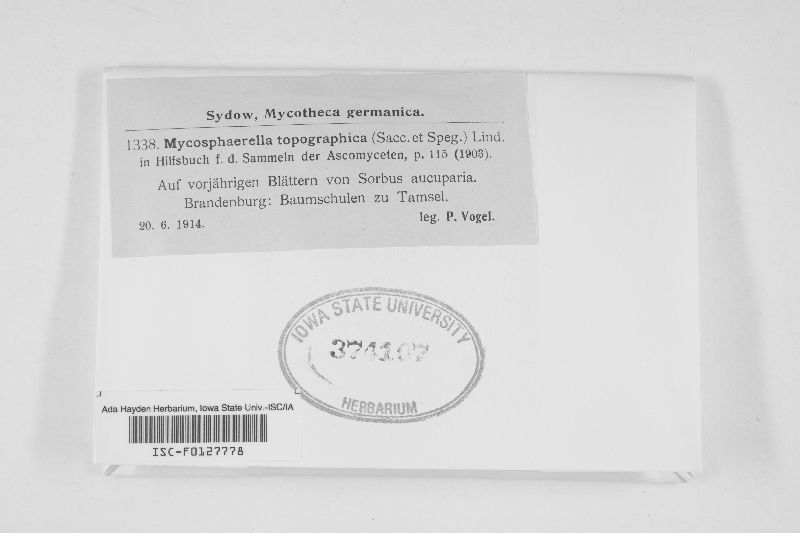 Sydow, Mycotheca germanica.
1338. Mycosphaerella topographica (Sacc. et Speg.) Lind.
in Hilfsbuch f. d. Sammeln der Ascomyceten, p. 115 (1903).
Auf vorjährigen Blättern von Sorbus aucuparia.
Brandenburg: Baumschulen zu Tamsel.
20. 6. 1914. leg. P. Vogel.
IOWA STATE UNIVERSITY
374167
HERBARIUM
Ada Hayden Herbarium, Iowa State Univ.-ISC/IA
ISC-F0127778